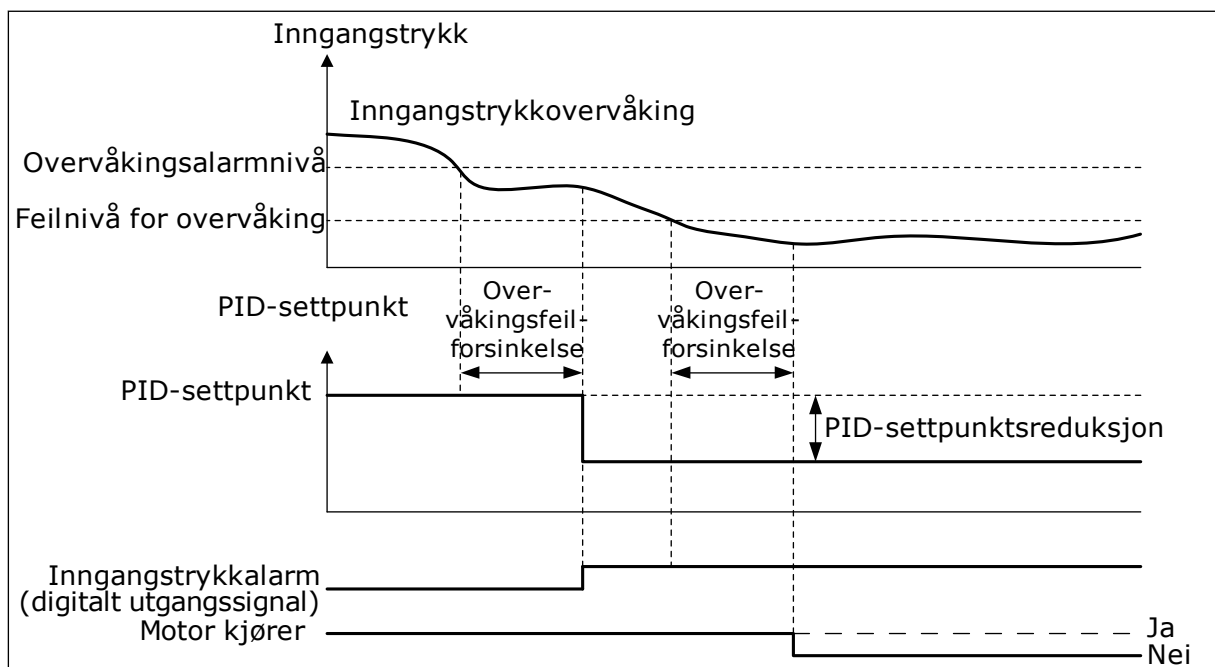 Inngangstrykk
Inngangstrykkovervåking
Overvåkingsalarmnivå
Feilnivå for overvåking
PID-settpunkt
Over-
våkingsfeil-
forsinkelse
Over-
våkingsfeil-
forsinkelse
PID-settpunkt
PID-settpunktsreduksjon
Inngangstrykkalarm
(digitalt utgangssignal)
Motor kjører
Ja
Nei